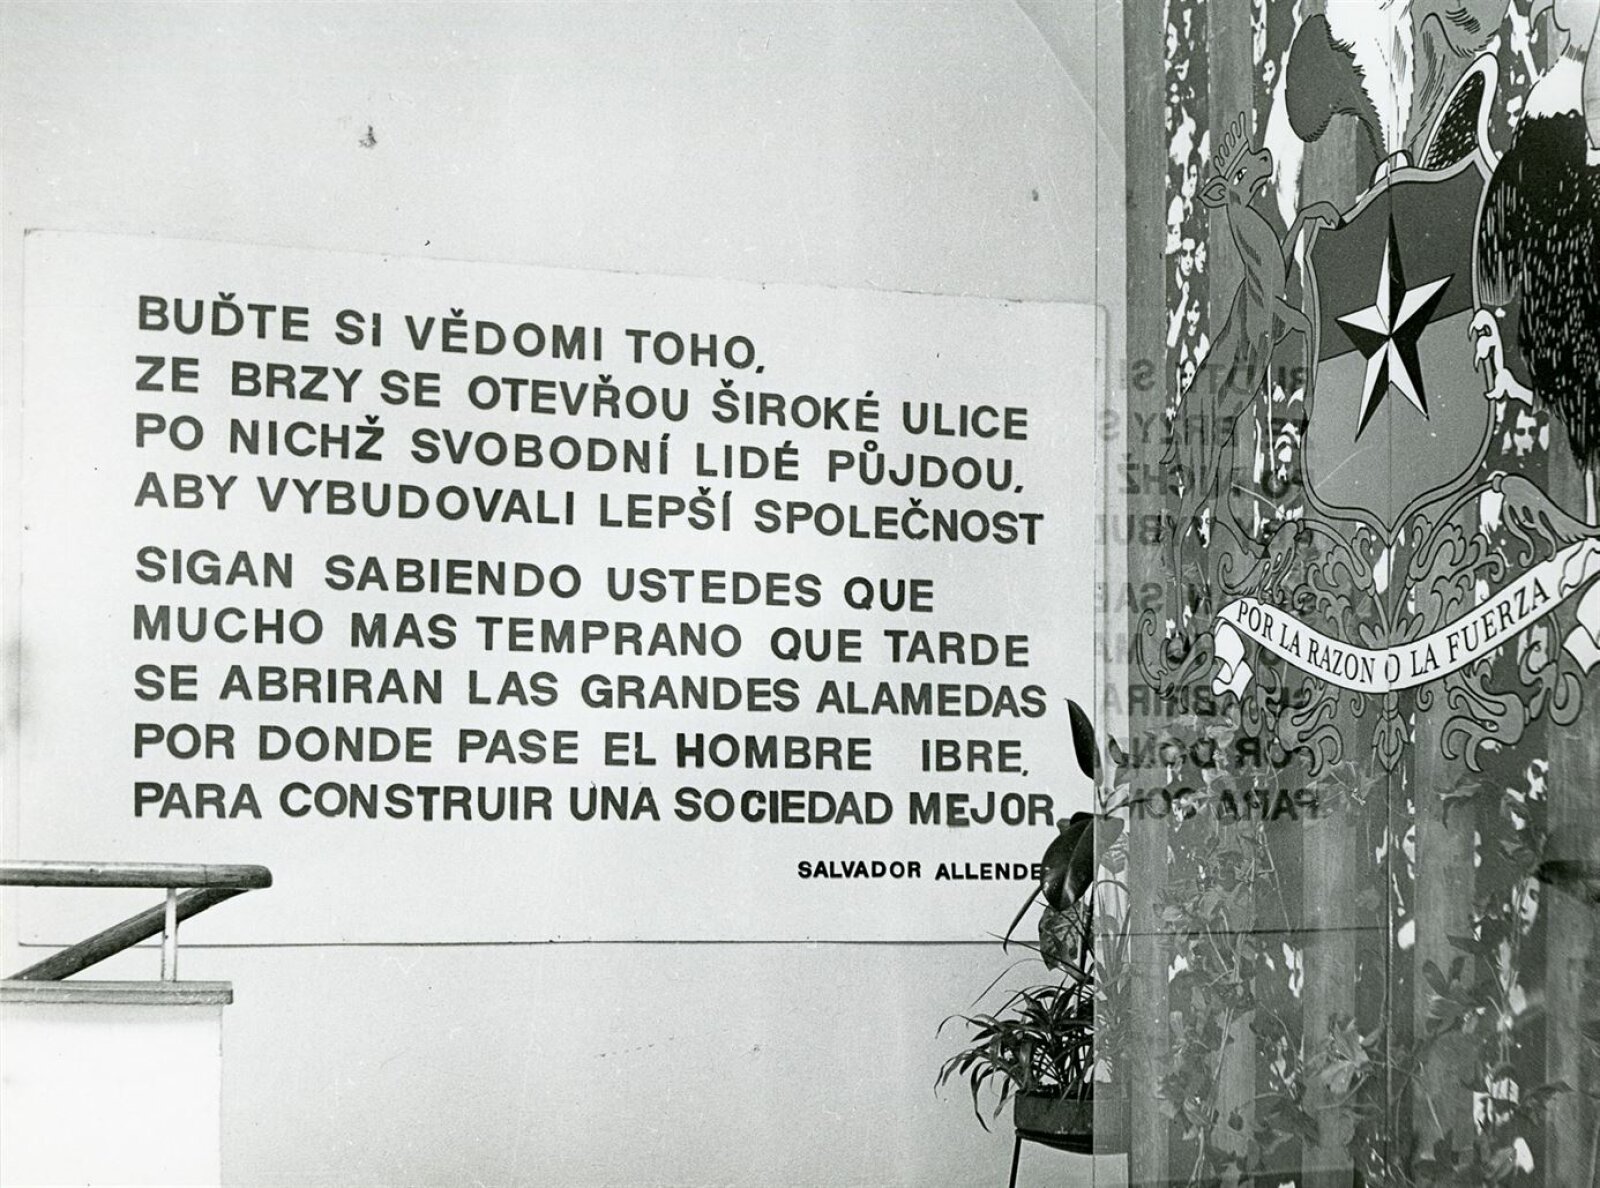 BUĎTE SI VĚDOMI TOHO,
ZE BRZY SE OTEVŘOU ŠIROKÉ ULICE
PO NICHŽ SVOBODNÍ LIDÉ PŮJDOU,
ABY VYBUDOVALI LEPŠÍ SPOLEČNOST
SIGAN SABIENDO USTEDES QUE
MUCHO MAS TEMPRANO QUE TARDE
SE ABRIRAN LAS GRANDES ALAMEDAS
POR DONDE PASE EL HOMBRE IBRE,
PARA CONSTRUIR UNA SOCIEDAD MEJOR
SALVADOR ALLENDE
POR LA RAZON O LA FUERZA